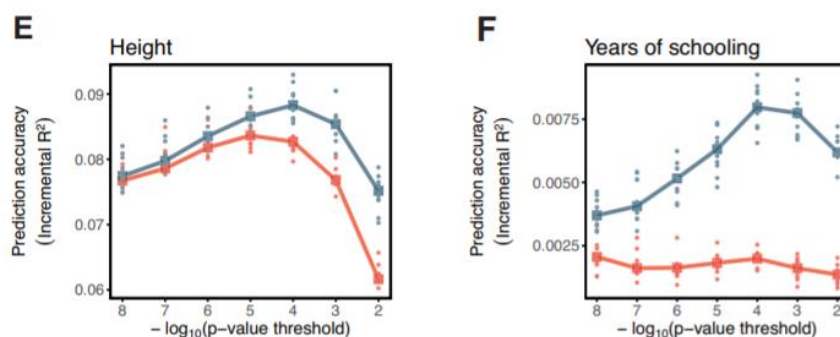 E
Height
Prediction accuracy
(Incremental R²)
0.09
0.08
0.07
0.06
8 7 6 5 4 3 2
− log₁₀(p−value threshold)
F
Years of schooling
Prediction accuracy
(Incremental R²)
0.0075
0.0050
0.0025
8 7 6 5 4 3 2
− log₁₀(p−value threshold)